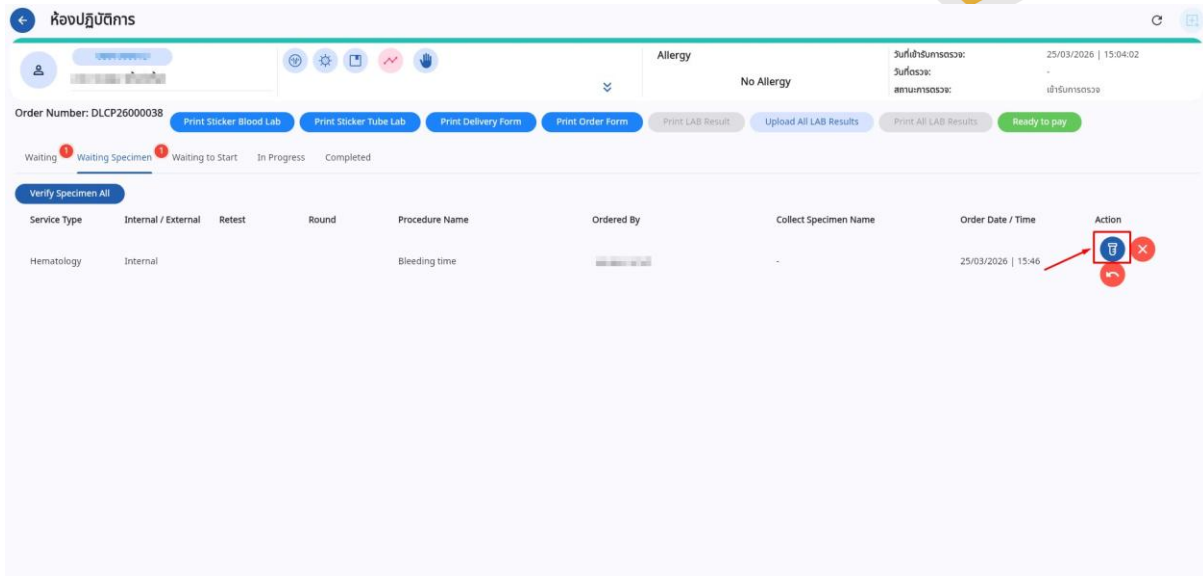 ห้องปฏิบัติการ
Allergy
No Allergy
วันที่เข้ารับการตรวจ: 25/03/2026 | 15:04:02
วันที่ตรวจ: -
สถานะการตรวจ: เข้ารับการตรวจ
Order Number: DLCP26000038
Print Sticker Blood Lab Print Sticker Tube Lab Print Delivery Form Print Order Form Print LAB Result Upload All LAB Results Print All LAB Results Ready to pay
Waiting 1 Waiting Specimen 1 Waiting to Start In Progress Completed
Verify Specimen All
Service Type Internal / External Retest Round Procedure Name Ordered By Collect Specimen Name Order Date / Time Action
Hematology Internal Bleeding time - 25/03/2026 | 15:46